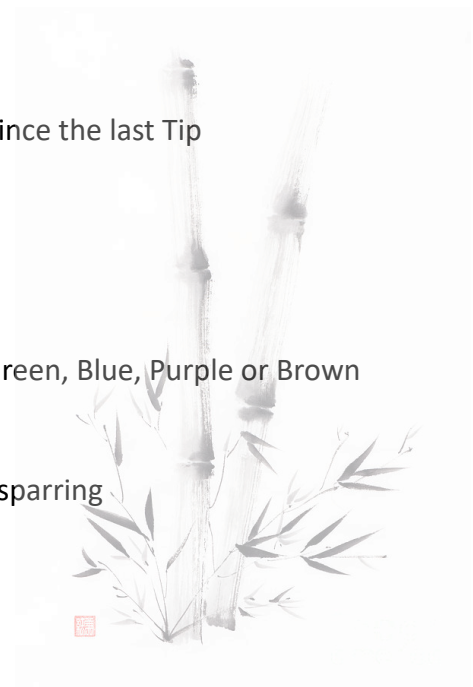 ince the last Tip
reen, Blue, Purple or Brown
sparring